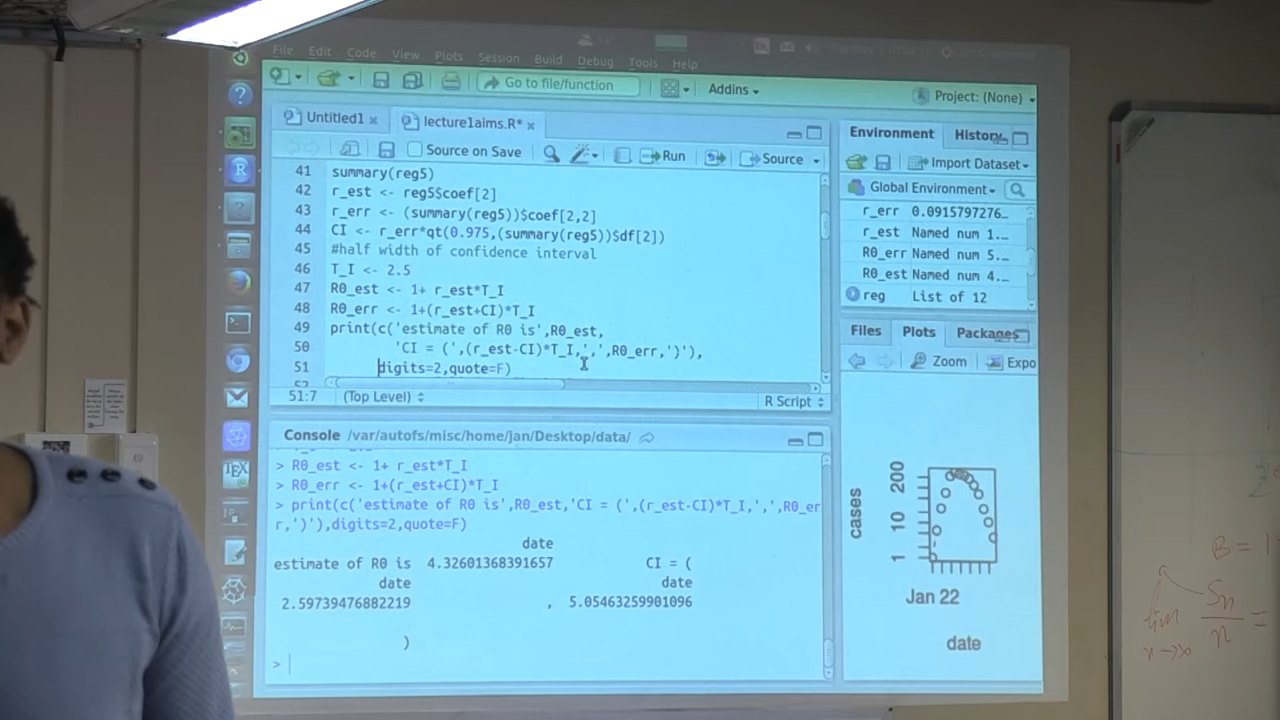 File Edit Code View Plots Session Build Debug Tools Help
Go to file/function Addins Project: (None)
Untitled1 lecture1aims.R*
Source on Save Run Source
41 summary(reg5)
42 r_est <- reg5$coef[2]
43 r_err <- (summary(reg5))$coef[2,2]
44 CI <- r_err*qt(0.975,(summary(reg5))$df[2])
45 #half width of confidence interval
46 T_I <- 2.5
47 R0_est <- 1+ r_est*T_I
48 R0_err <- 1+(r_est+CI)*T_I
49 print(c('estimate of R0 is',R0_est,
50 'CI = (',(r_est-CI)*T_I,',',R0_err,')'),
51 digits=2,quote=F)
51:7 (Top Level) R Script
Console /var/autofs/misc/home/jan/Desktop/data/
> R0_est <- 1+ r_est*T_I
> R0_err <- 1+(r_est+CI)*T_I
> print(c('estimate of R0 is',R0_est,'CI = (',(r_est-CI)*T_I,',',R0_er
r,')'),digits=2,quote=F)
date
estimate of R0 is 4.32601368391657 CI = (
date date
2.59739476882219 , 5.05463259901096
)
>
Environment History
Import Dataset
Global Environment
r_err 0.0915797276…
r_est Named num 1.…
R0_err Named num 5.…
R0_est Named num 4.…
reg List of 12
Files Plots Packages
Zoom Expo
cases
200
10
1
Jan 22
date
B =
lim Sn
n =
n→∞